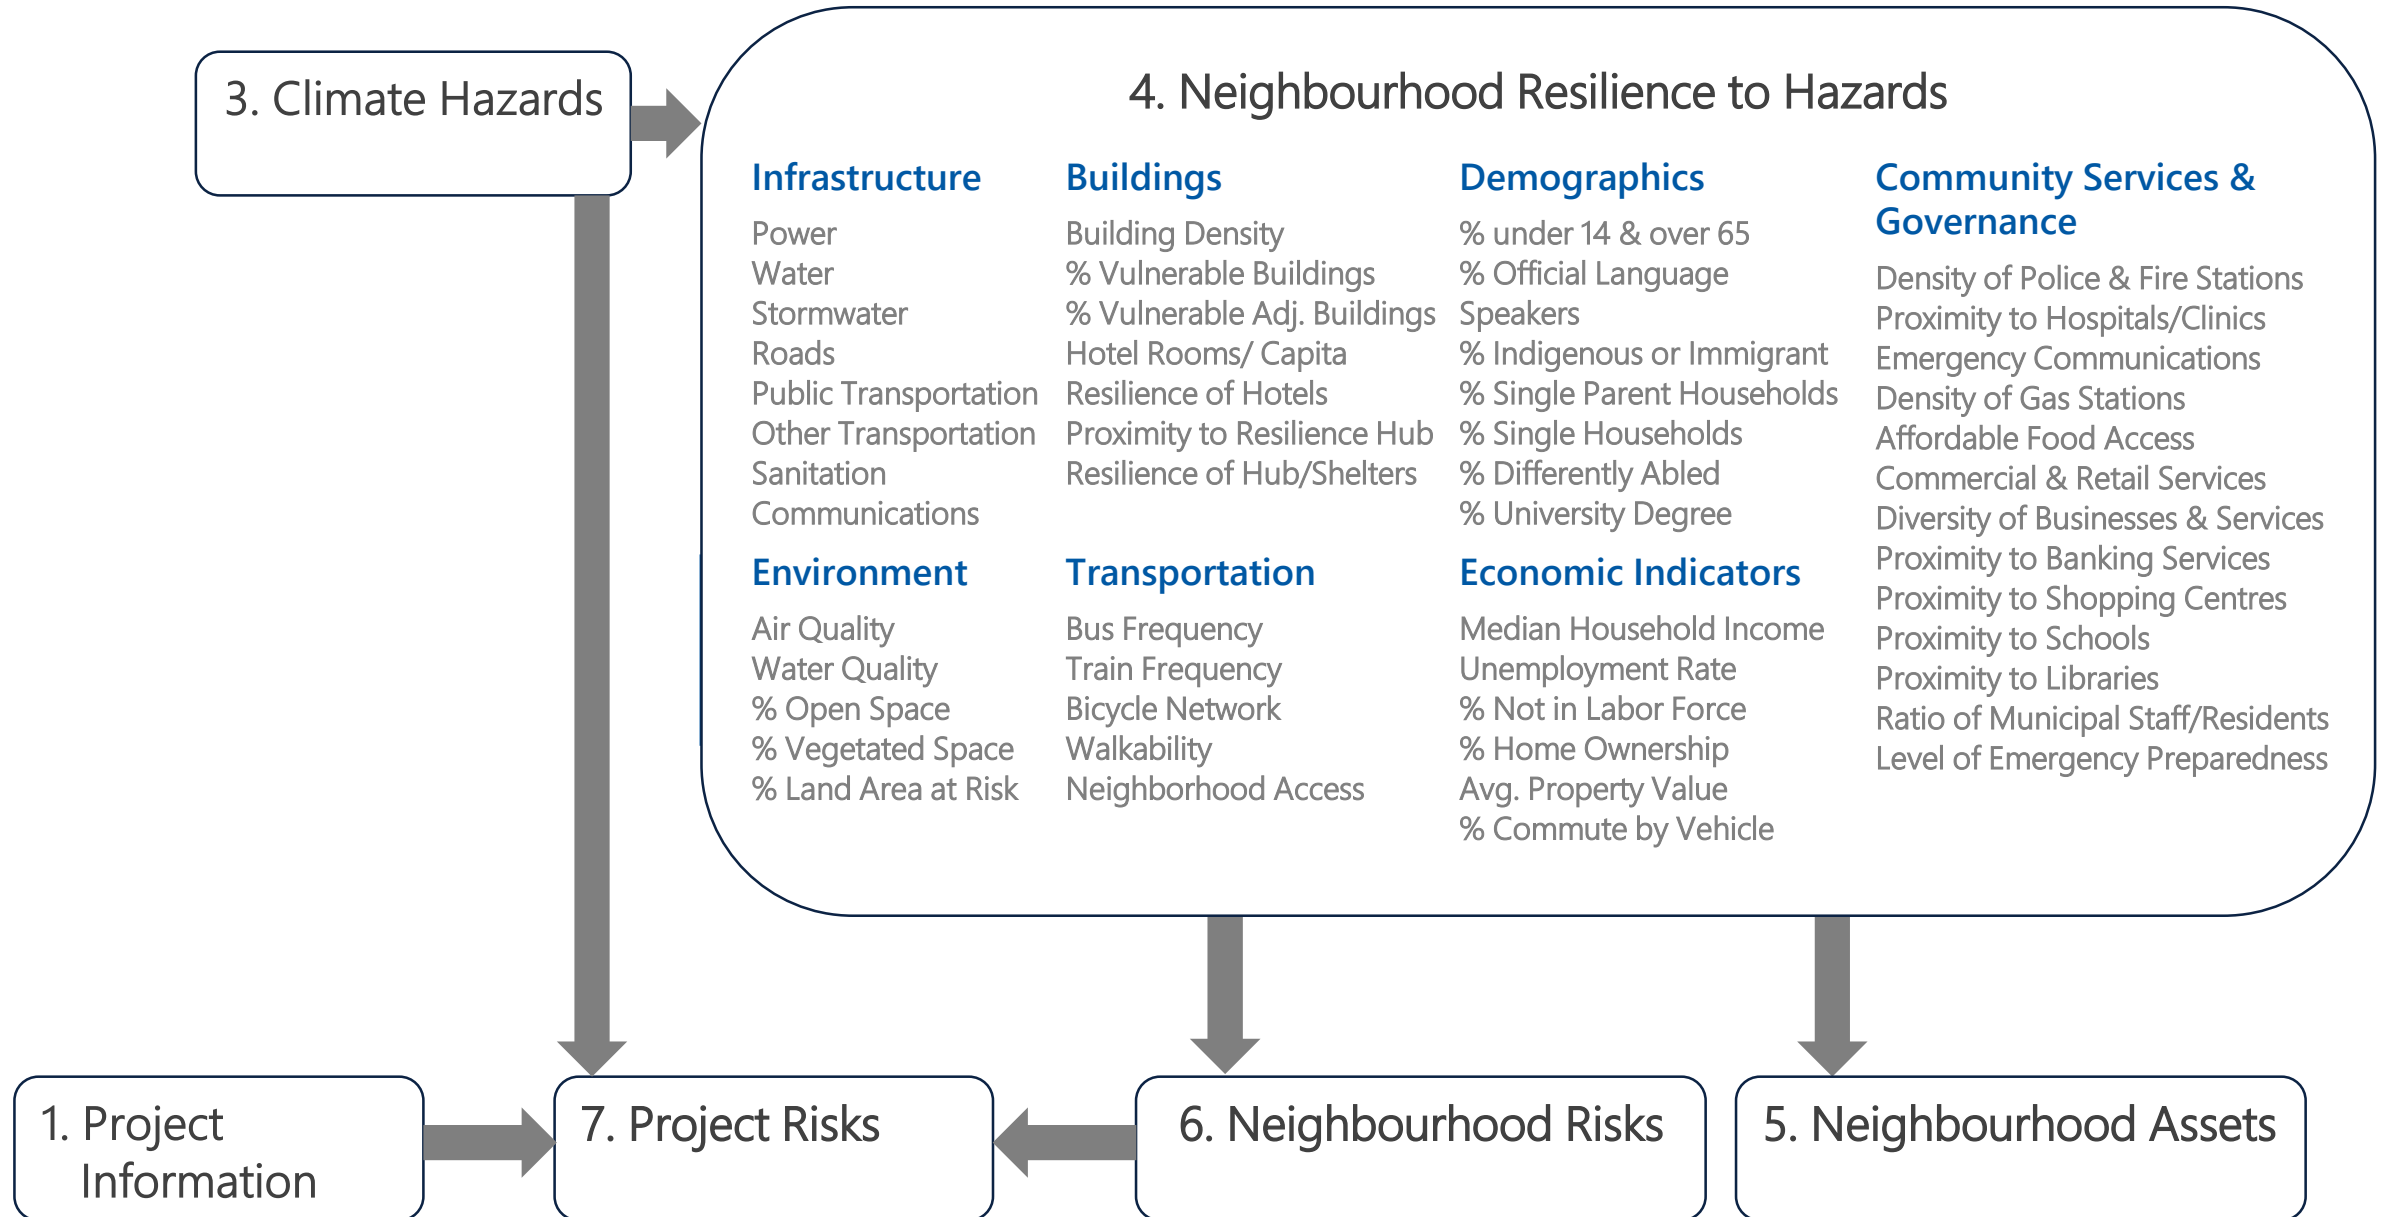 3. Climate Hazards
4. Neighbourhood Resilience to Hazards
Infrastructure
Power
Water
Stormwater
Roads
Public Transportation
Other Transportation
Sanitation
Communications
Buildings
Building Density
% Vulnerable Buildings
% Vulnerable Adj. Buildings
Hotel Rooms/ Capita
Resilience of Hotels
Proximity to Resilience Hub
Resilience of Hub/Shelters
Demographics
% under 14 & over 65
% Official Language
Speakers
% Indigenous or Immigrant
% Single Parent Households
% Single Households
% Differently Abled
% University Degree
Community Services &
Governance
Density of Police & Fire Stations
Proximity to Hospitals/Clinics
Emergency Communications
Density of Gas Stations
Affordable Food Access
Commercial & Retail Services
Diversity of Businesses & Services
Proximity to Banking Services
Proximity to Shopping Centres
Proximity to Schools
Proximity to Libraries
Ratio of Municipal Staff/Residents
Level of Emergency Preparedness
Environment
Air Quality
Water Quality
% Open Space
% Vegetated Space
% Land Area at Risk
Transportation
Bus Frequency
Train Frequency
Bicycle Network
Walkability
Neighborhood Access
Economic Indicators
Median Household Income
Unemployment Rate
% Not in Labor Force
% Home Ownership
Avg. Property Value
% Commute by Vehicle
1. Project
Information
7. Project Risks
6. Neighbourhood Risks
5. Neighbourhood Assets